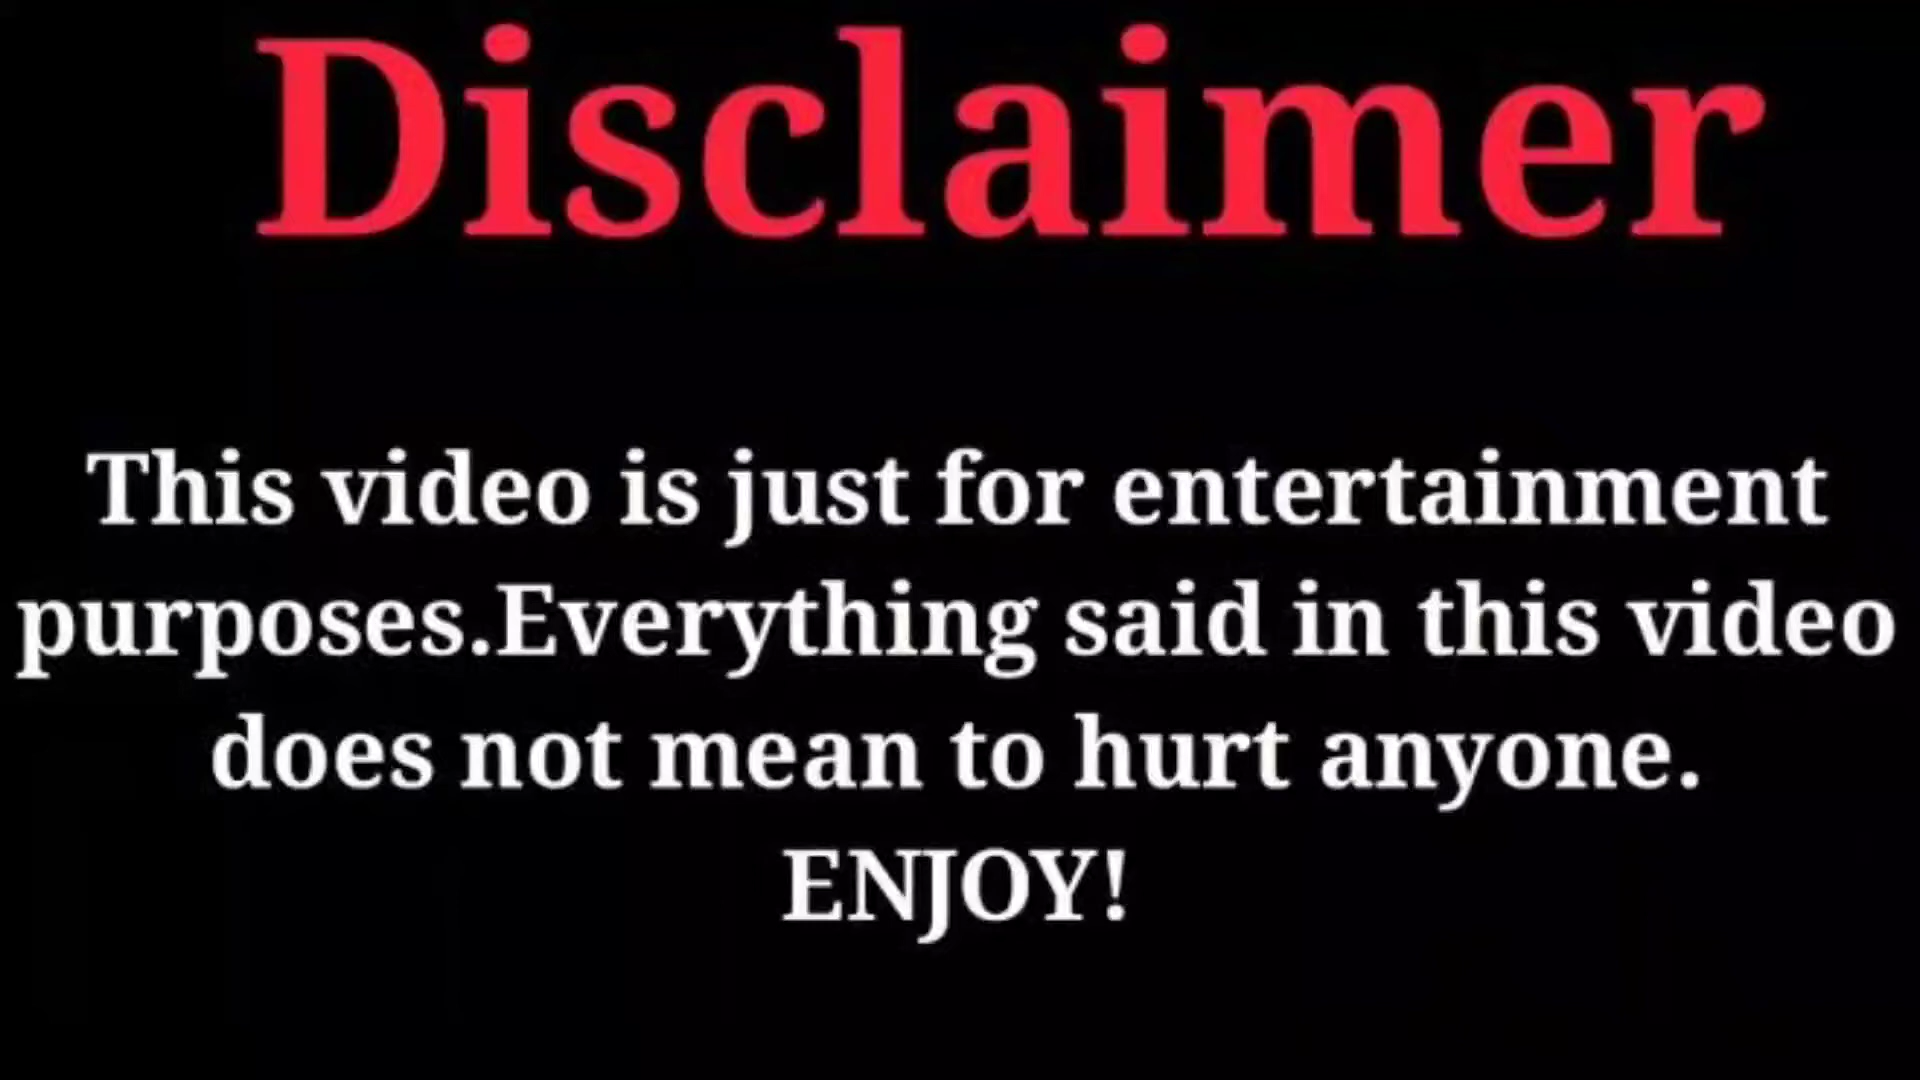 Disclaimer
This video is just for entertainment
purposes.Everything said in this video
does not mean to hurt anyone.
ENJOY!